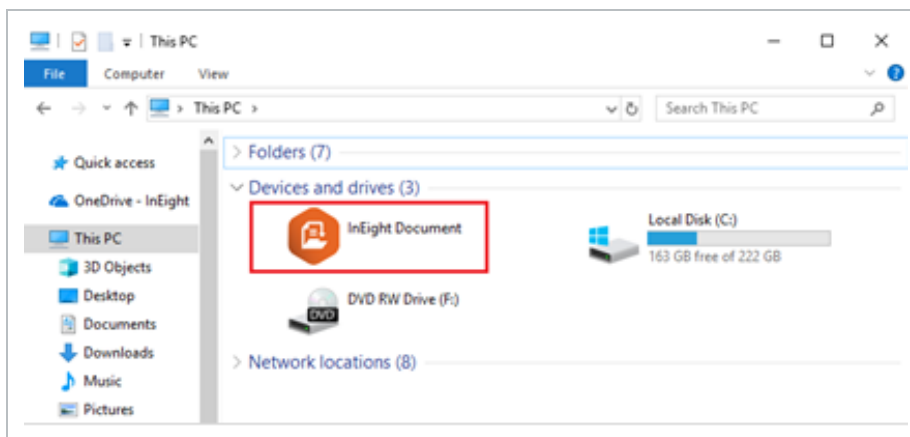 This PC
File Computer View
This PC
Search This PC
Quick access
OneDrive - InEight
This PC
3D Objects
Desktop
Documents
Downloads
Music
Pictures
Folders (7)
Devices and drives (3)
InEight Document
Local Disk (C:)
163 GB free of 222 GB
DVD RW Drive (F:)
DVD
Network locations (8)